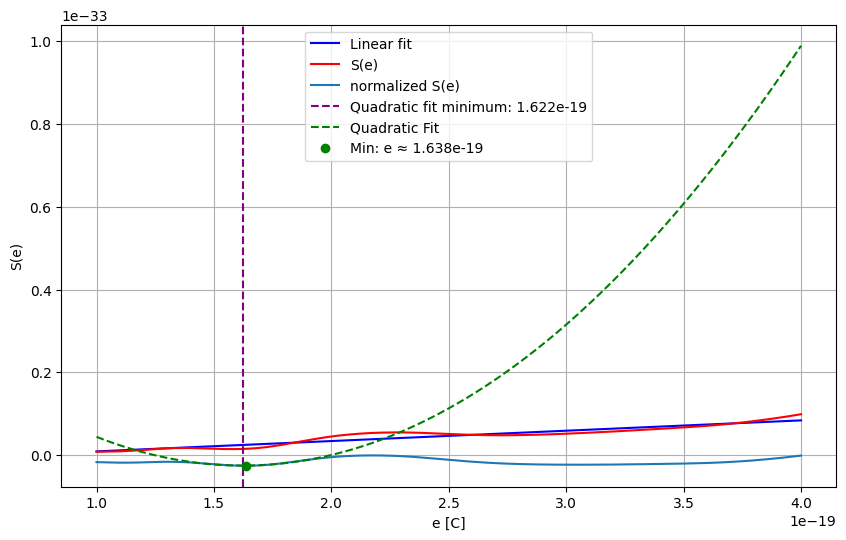 1e−33
1.0
0.8
0.6
0.4
0.2
0.0
S(e)
Linear fit
S(e)
normalized S(e)
Quadratic fit minimum: 1.622e-19
Quadratic Fit
Min: e ≈ 1.638e-19
1.0 1.5 2.0 2.5 3.0 3.5 4.0
1e−19
e [C]